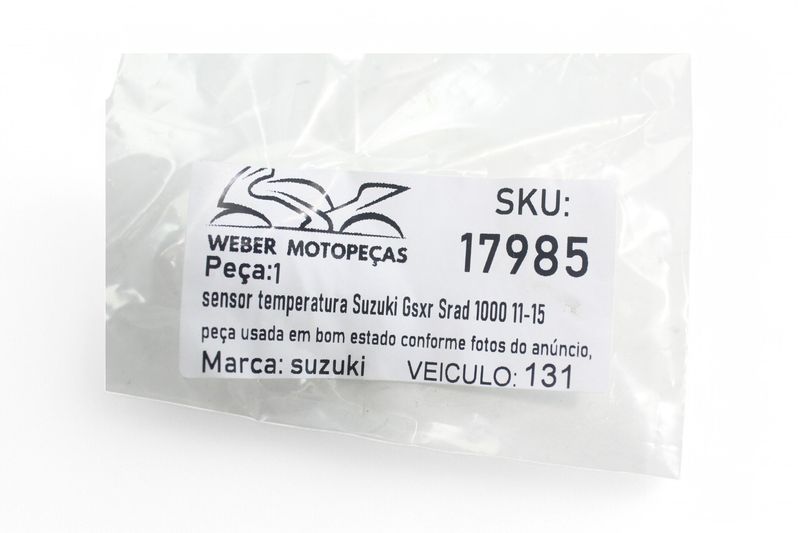 WEBER MOTOPEÇAS
SKU:
17985
Peça:1
sensor temperatura Suzuki Gsxr Srad 1000 11-15
peça usada em bom estado conforme fotos do anúncio,
Marca: suzuki
VEICULO: 131